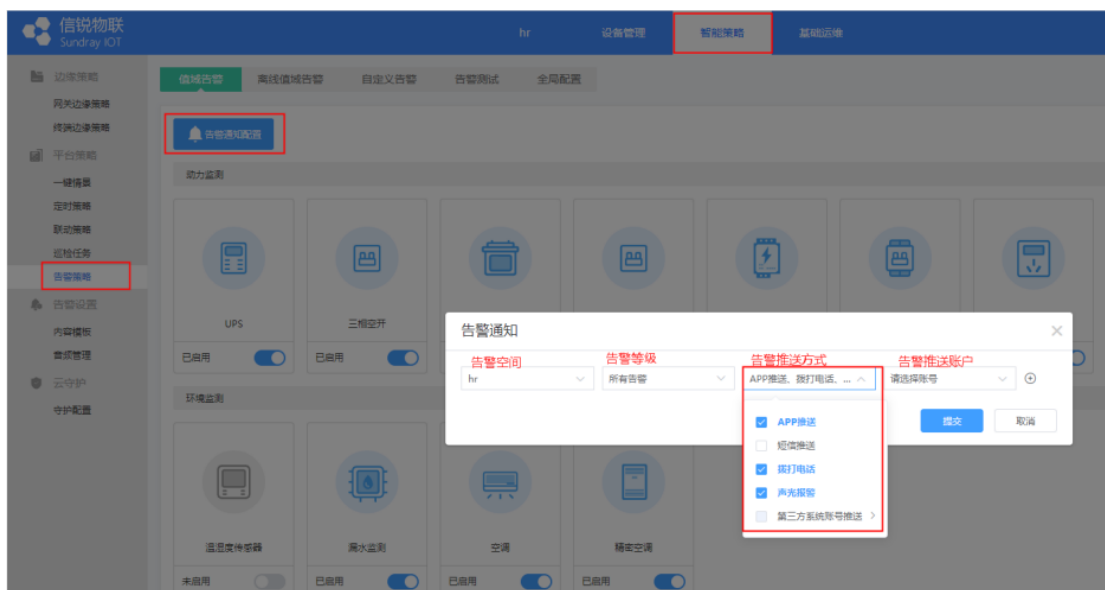 信锐物联
Sundray IOT
hr
设备管理
智能策略
基础运维
边缘策略
网关边缘策略
终端边缘策略
平台策略
一键情景
定时策略
联动策略
巡检任务
告警策略
告警设置
内容模板
音频管理
云守护
守护配置
值域告警
离线值域告警
自定义告警
告警测试
全局配置
告警通知配置
动力监测
UPS
三相空开
已启用
已启用
环境监测
温湿度传感器
漏水监测
空调
精密空调
未启用
已启用
已启用
已启用
告警通知
告警空间
告警等级
告警推送方式
告警推送账户
hr
所有告警
APP推送、拨打电话、...
请选择账号
提交
取消
APP推送
短信推送
拨打电话
声光报警
第三方系统账号推送